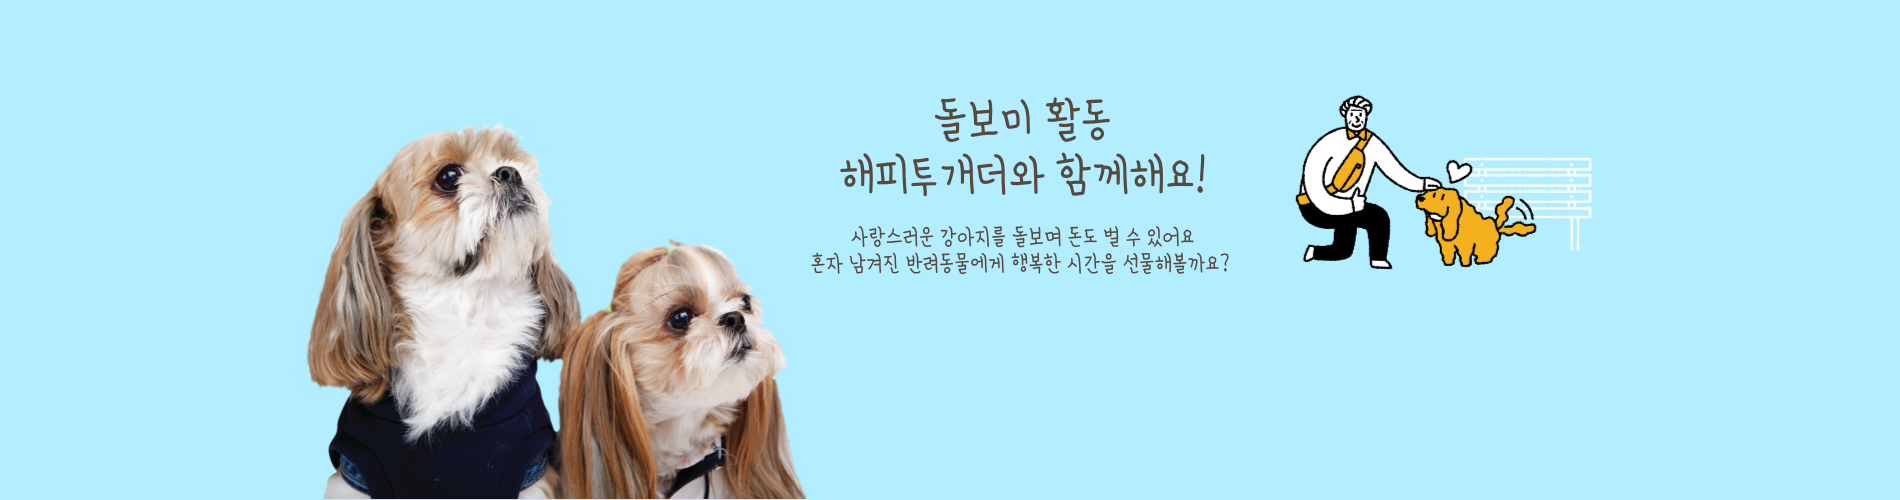 돌보미 활동
해피투개더와 함께해요!
사랑스러운 강아지를 돌보며 돈도 벌 수 있어요
혼자 남겨진 반려동물에게 행복한 시간을 선물해볼까요?